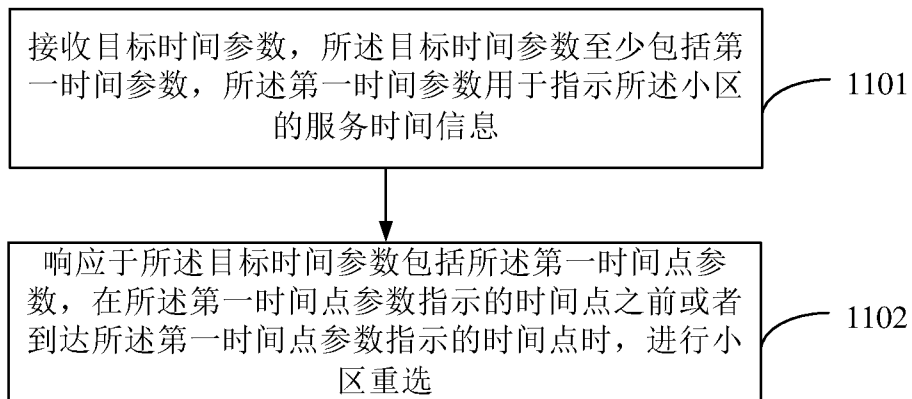 接收目标时间参数，所述目标时间参数至少包括第
一时间参数，所述第一时间参数用于指示所述小区
的服务时间信息
1101
响应于所述目标时间参数包括所述第一时间点参
数，在所述第一时间点参数指示的时间点之前或者
到达所述第一时间点参数指示的时间点时，进行小
区重选
1102